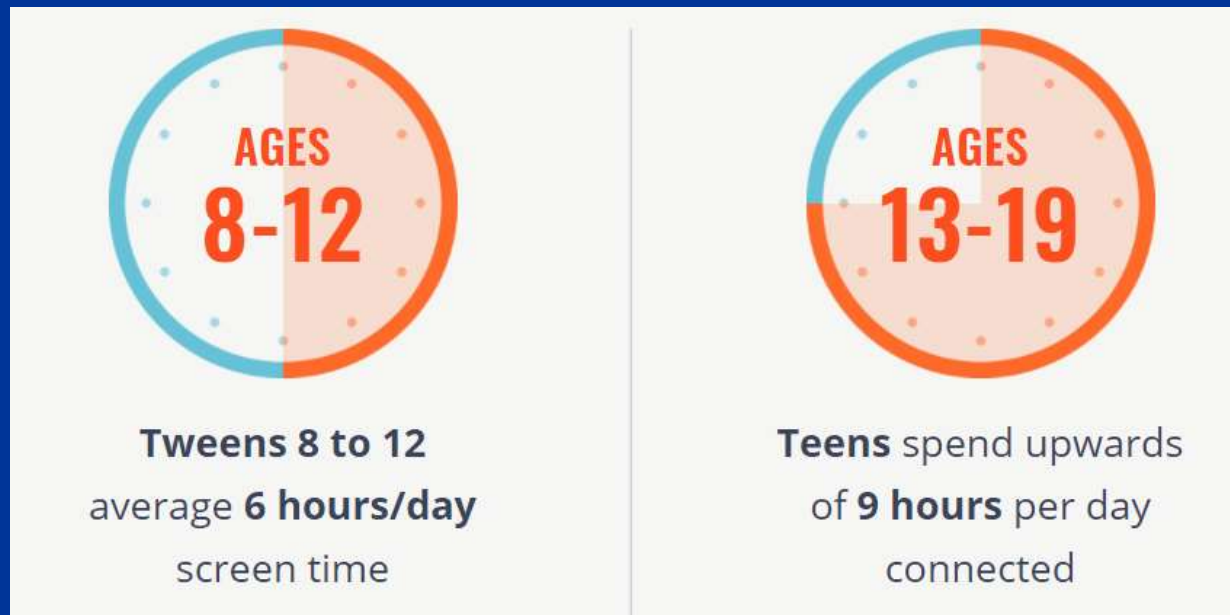 AGES
8-12
Tweens 8 to 12
average 6 hours/day
screen time
AGES
13-19
Teens spend upwards
of 9 hours per day
connected